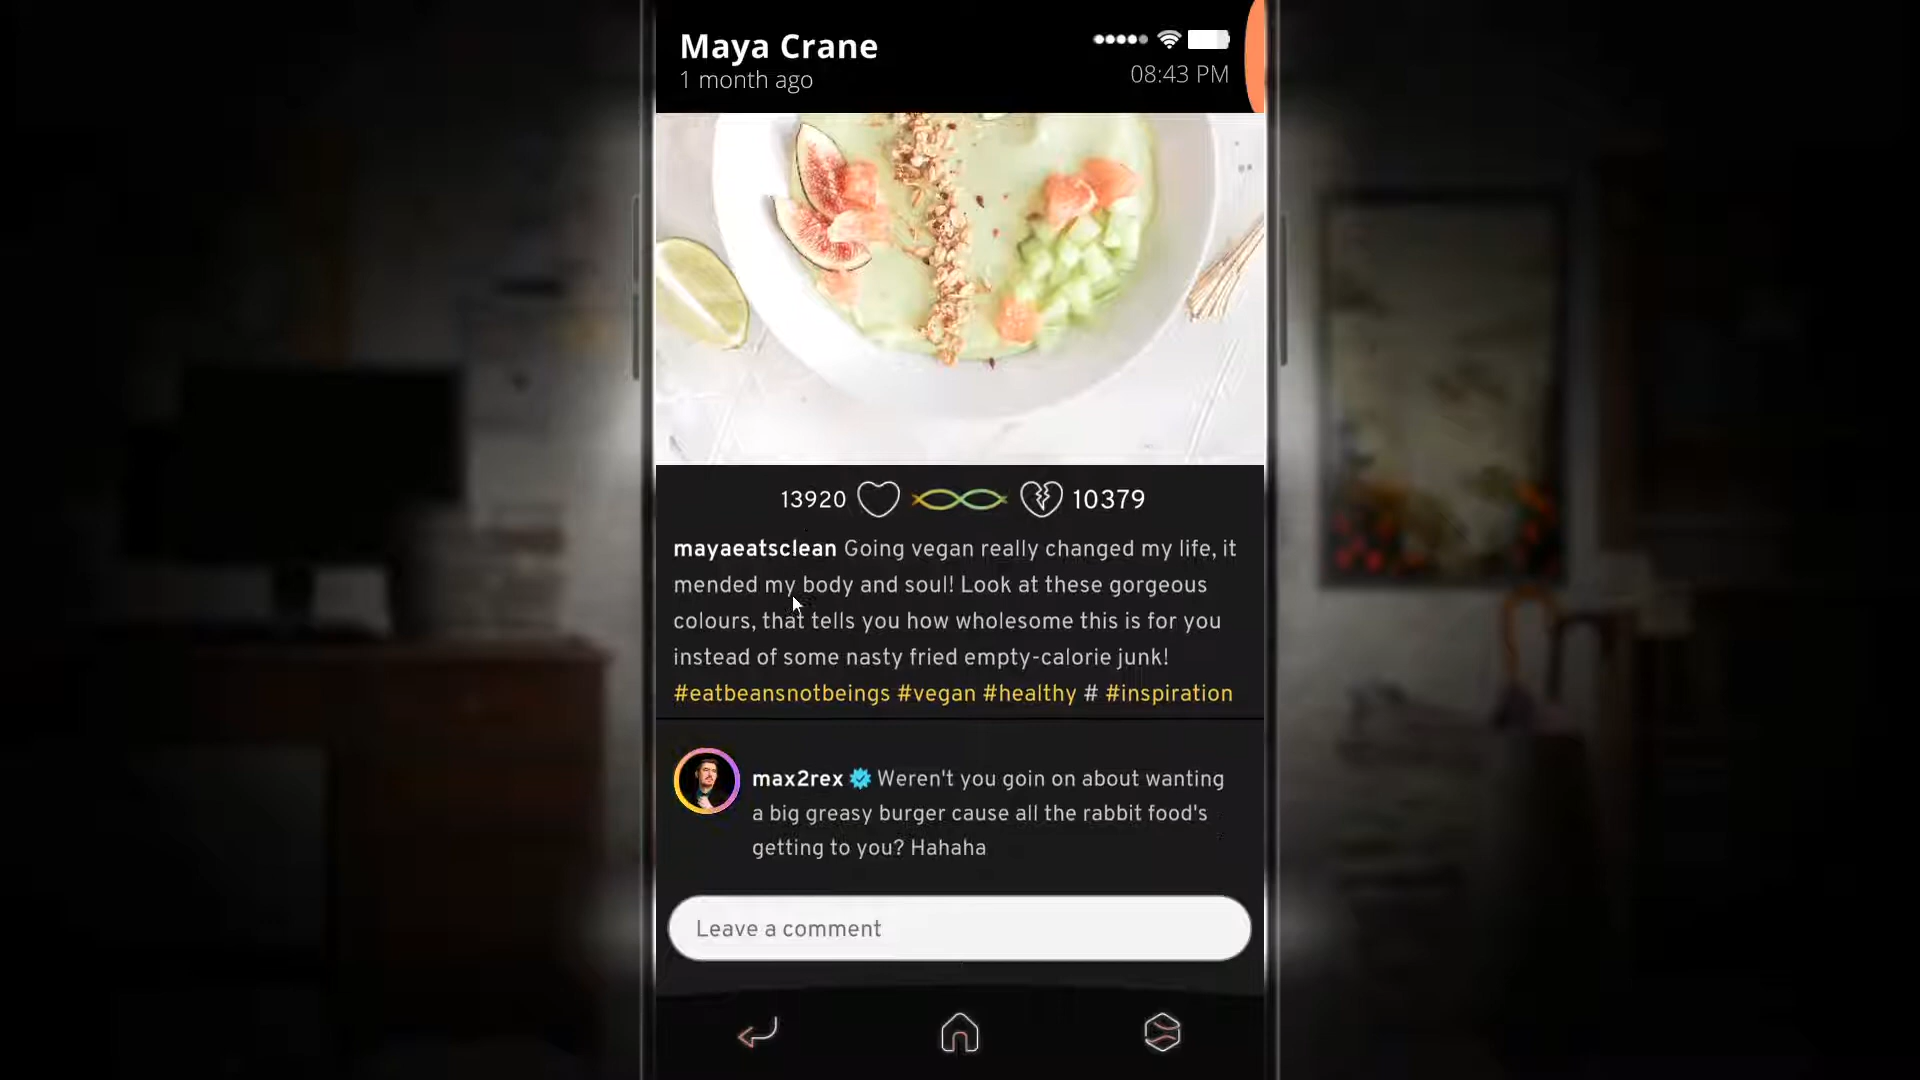 Maya Crane
1 month ago
08:43 PM
13920
10379
mayaeatsclean Going vegan really changed my life, it
mended my body and soul! Look at these gorgeous
colours, that tells you how wholesome this is for you
instead of some nasty fried empty-calorie junk!
#eatbeansnotbeings #vegan #healthy # #inspiration
max2rex Weren't you goin on about wanting
a big greasy burger cause all the rabbit food's
getting to you? Hahaha
Leave a comment